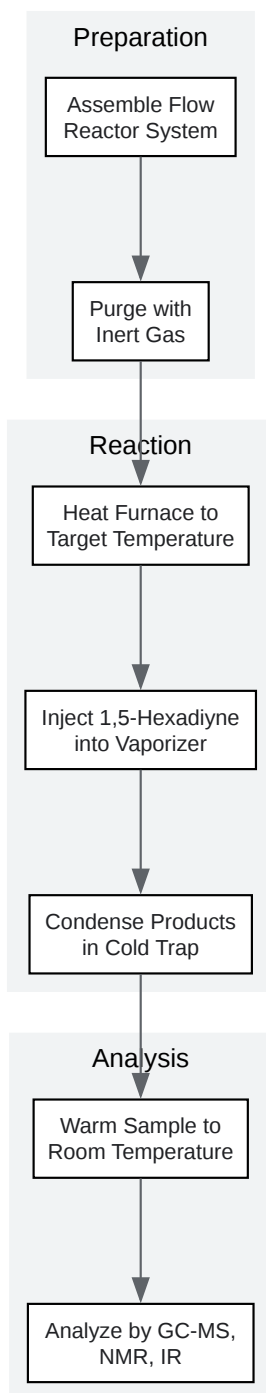 Preparation
Assemble Flow
Reactor System
Purge with
Inert Gas
Reaction
Heat Furnace to
Target Temperature
Inject 1,5-Hexadiyne
into Vaporizer
Condense Products
in Cold Trap
Analysis
Warm Sample to
Room Temperature
Analyze by GC-MS,
NMR, IR